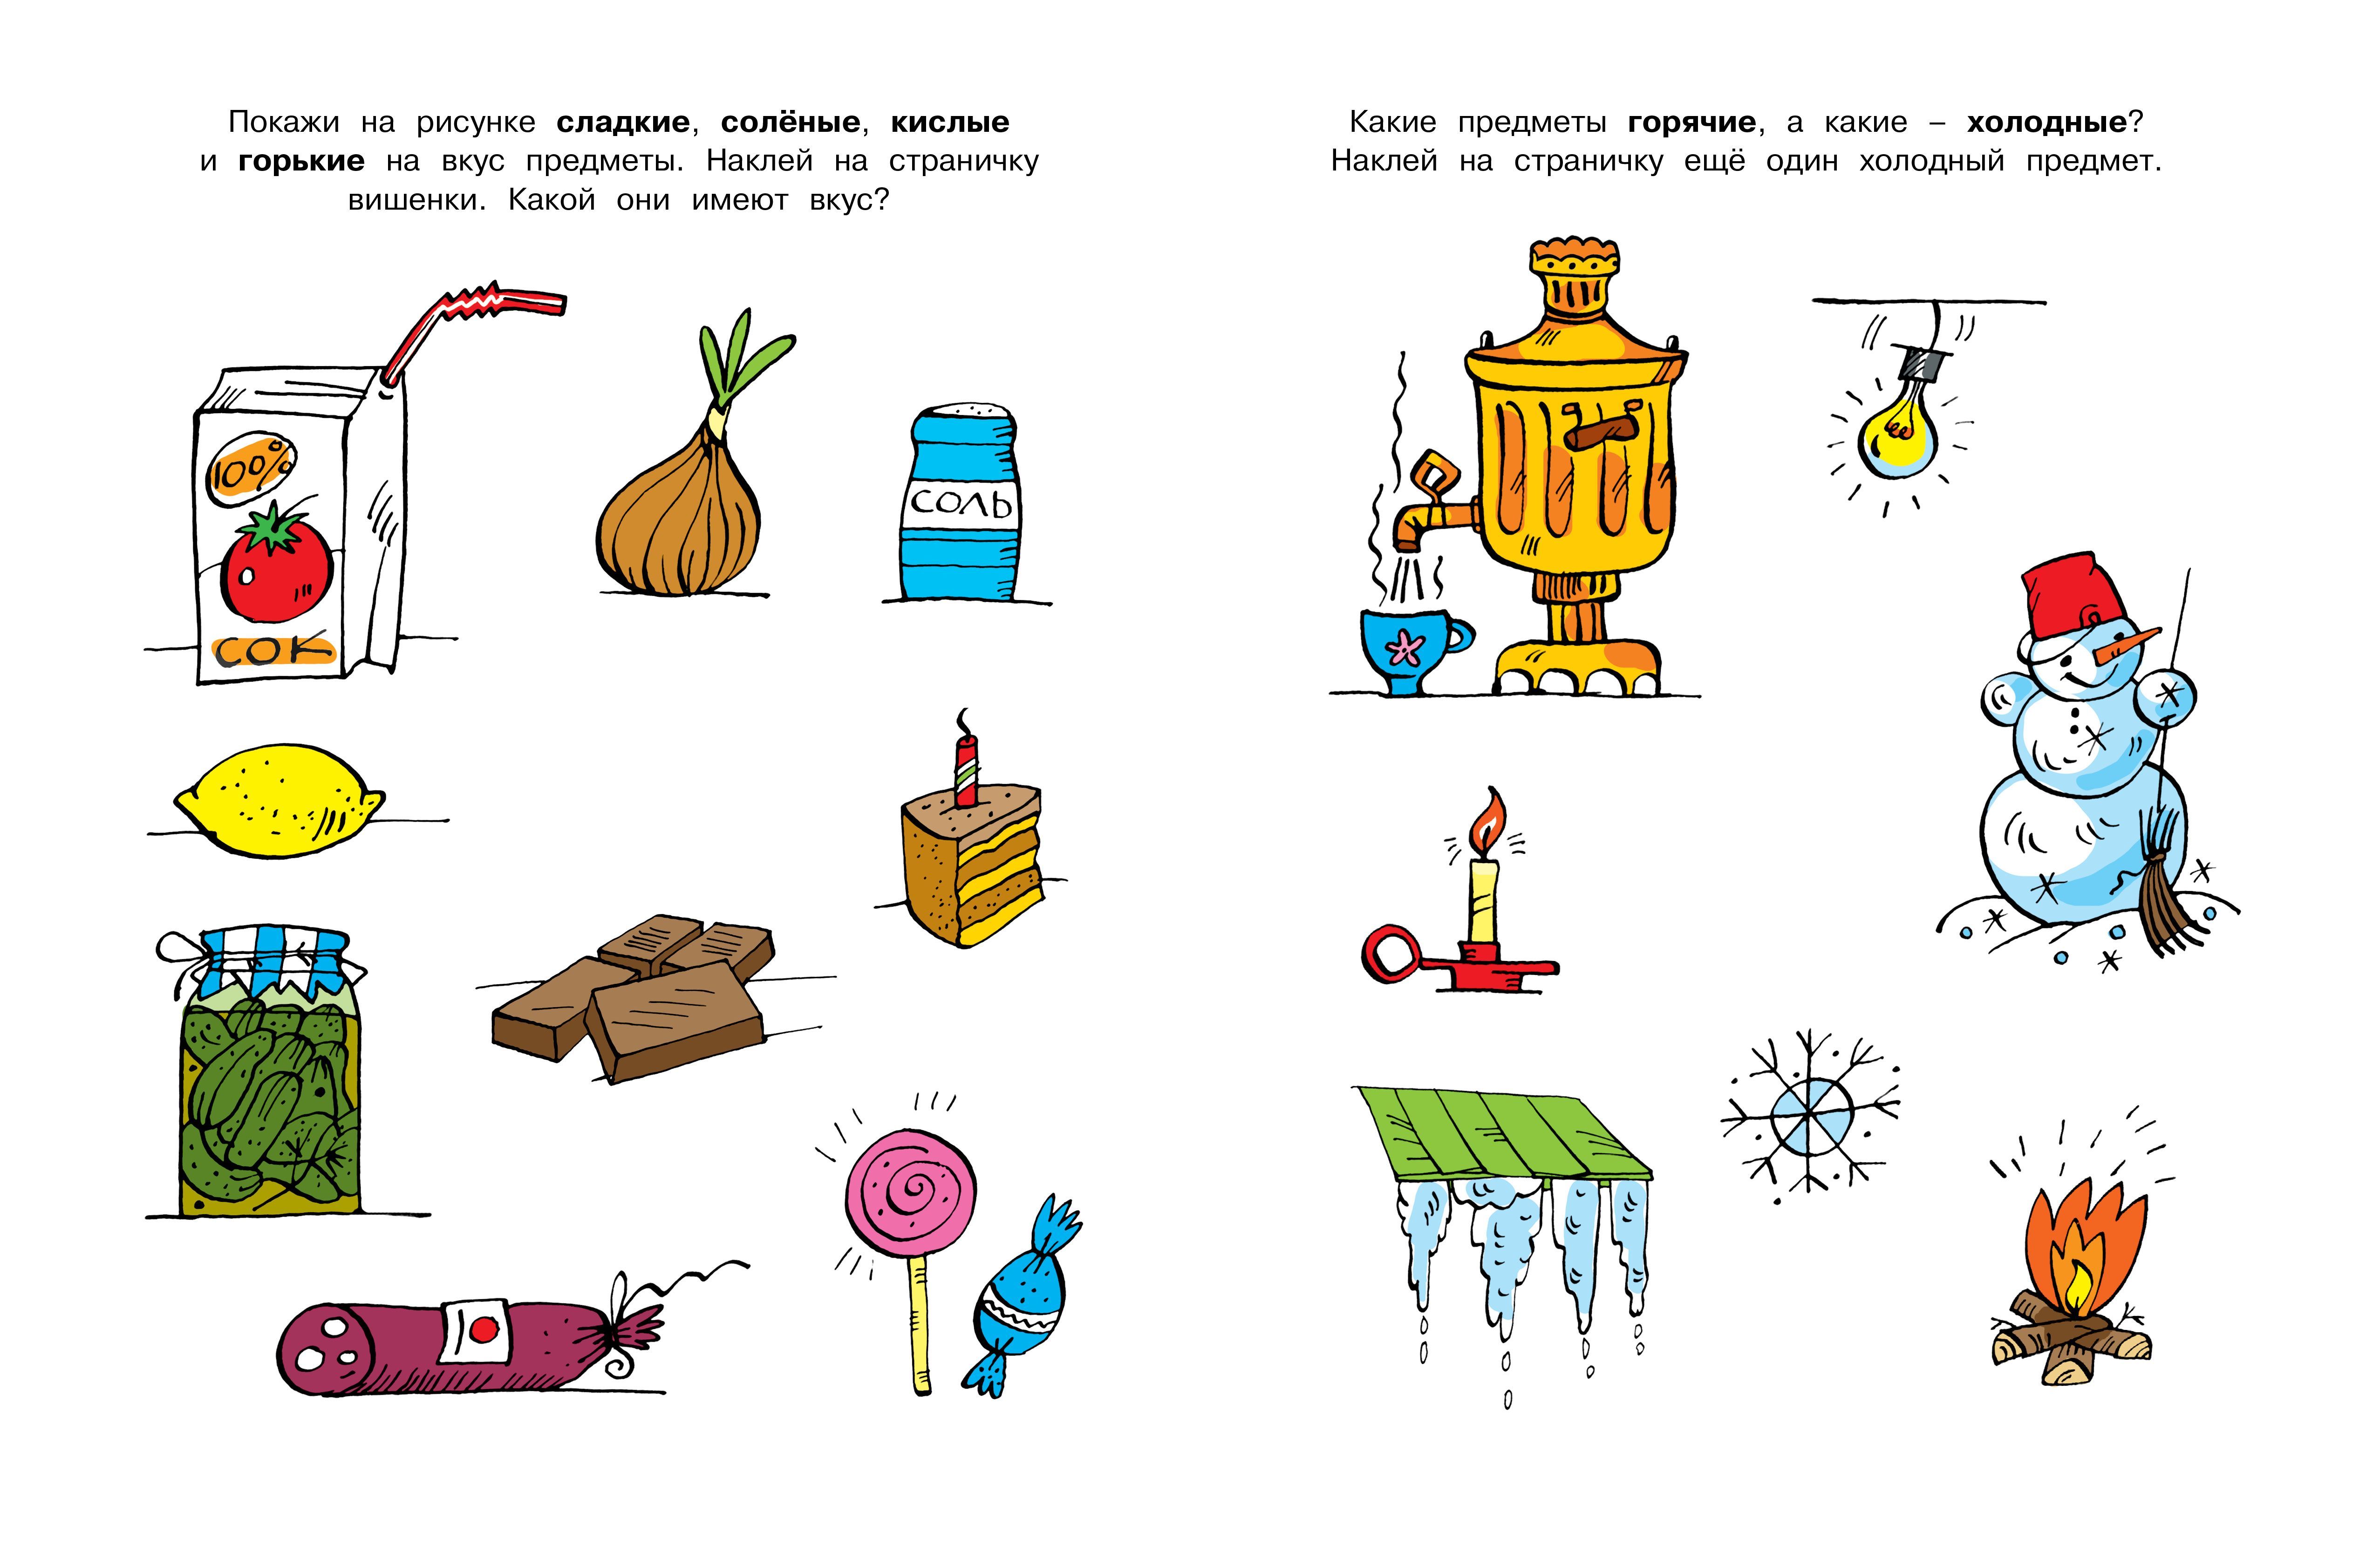 Покажи на рисунке сладкие, солёные, кислые
и горькие на вкус предметы. Наклей на страничку
вишенки. Какой они имеют вкус?
Какие предметы горячие, а какие – холодные?
Наклей на страничку ещё один холодный предмет.
100%
СОК
СОЛЬ